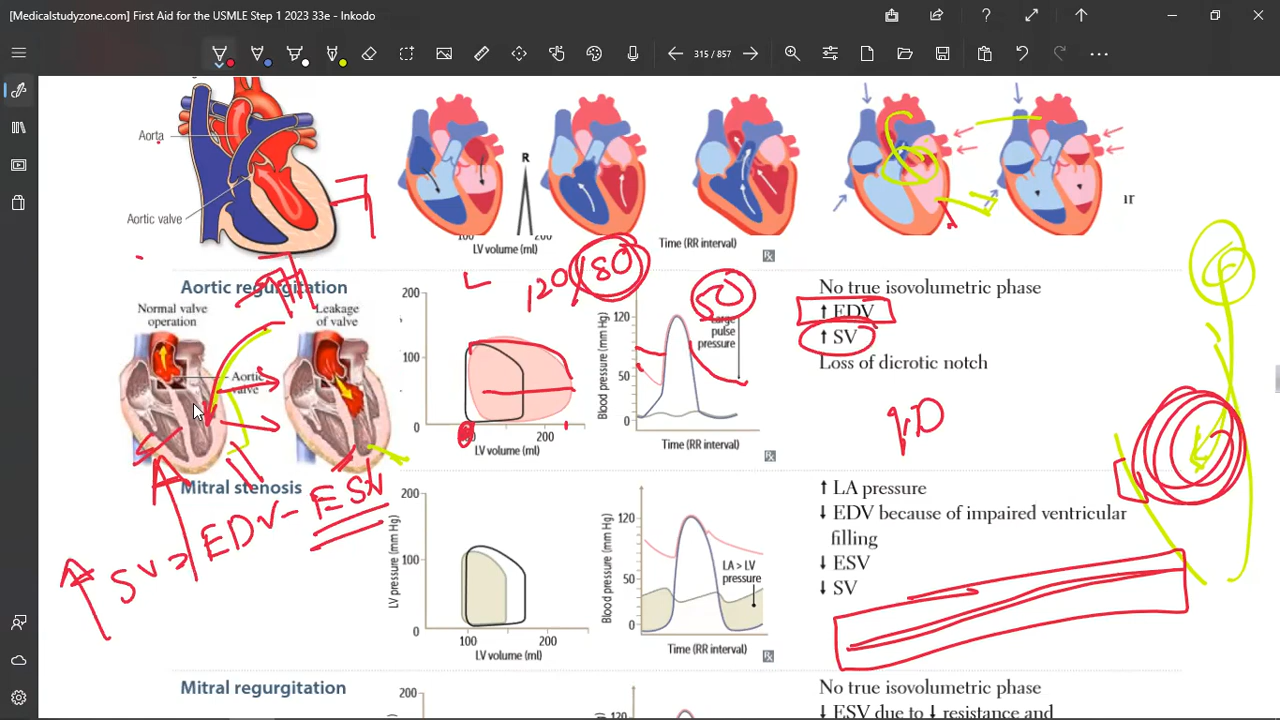 [Medicalstudyzone.com] First Aid for the USMLE Step 1 2023 33e - Inkodo
315 / 857
Aorta
Aortic valve
R
LV volume (ml)
200
Time (RR interval)
Rx
Aortic regurgitation
Normal valve
operation
Leakage
of valve
Aortic
valve
200
100
0
200
LV volume (ml)
120/80
50
120
50
0
Blood pressure (mm Hg)
Large
pulse
pressure
Time (RR interval)
Rx
No true isovolumetric phase
↑ EDV
↑ SV
Loss of dicrotic notch
Mitral stenosis
↑ SV = EDV - ESV
200
100
0
LV pressure (mm Hg)
100
200
LV volume (ml)
120
50
0
Blood pressure (mm Hg)
LA > LV
pressure
Time (RR interval)
Rx
↑ LA pressure
↓ EDV because of impaired ventricular
filling
↓ ESV
↓ SV
Mitral regurgitation
200
120
No true isovolumetric phase
↓ ESV due to ↓ resistance and